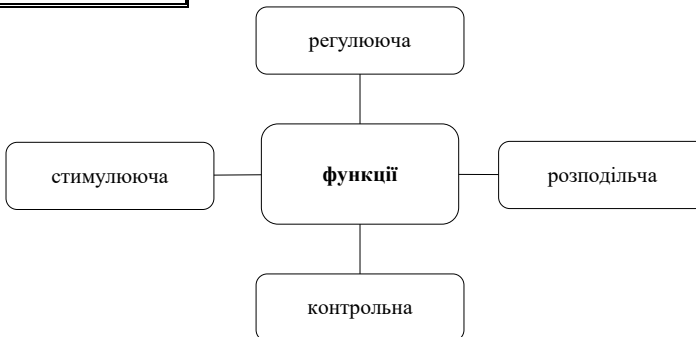 регулююча
стимулююча
функції
розподільча
контрольна